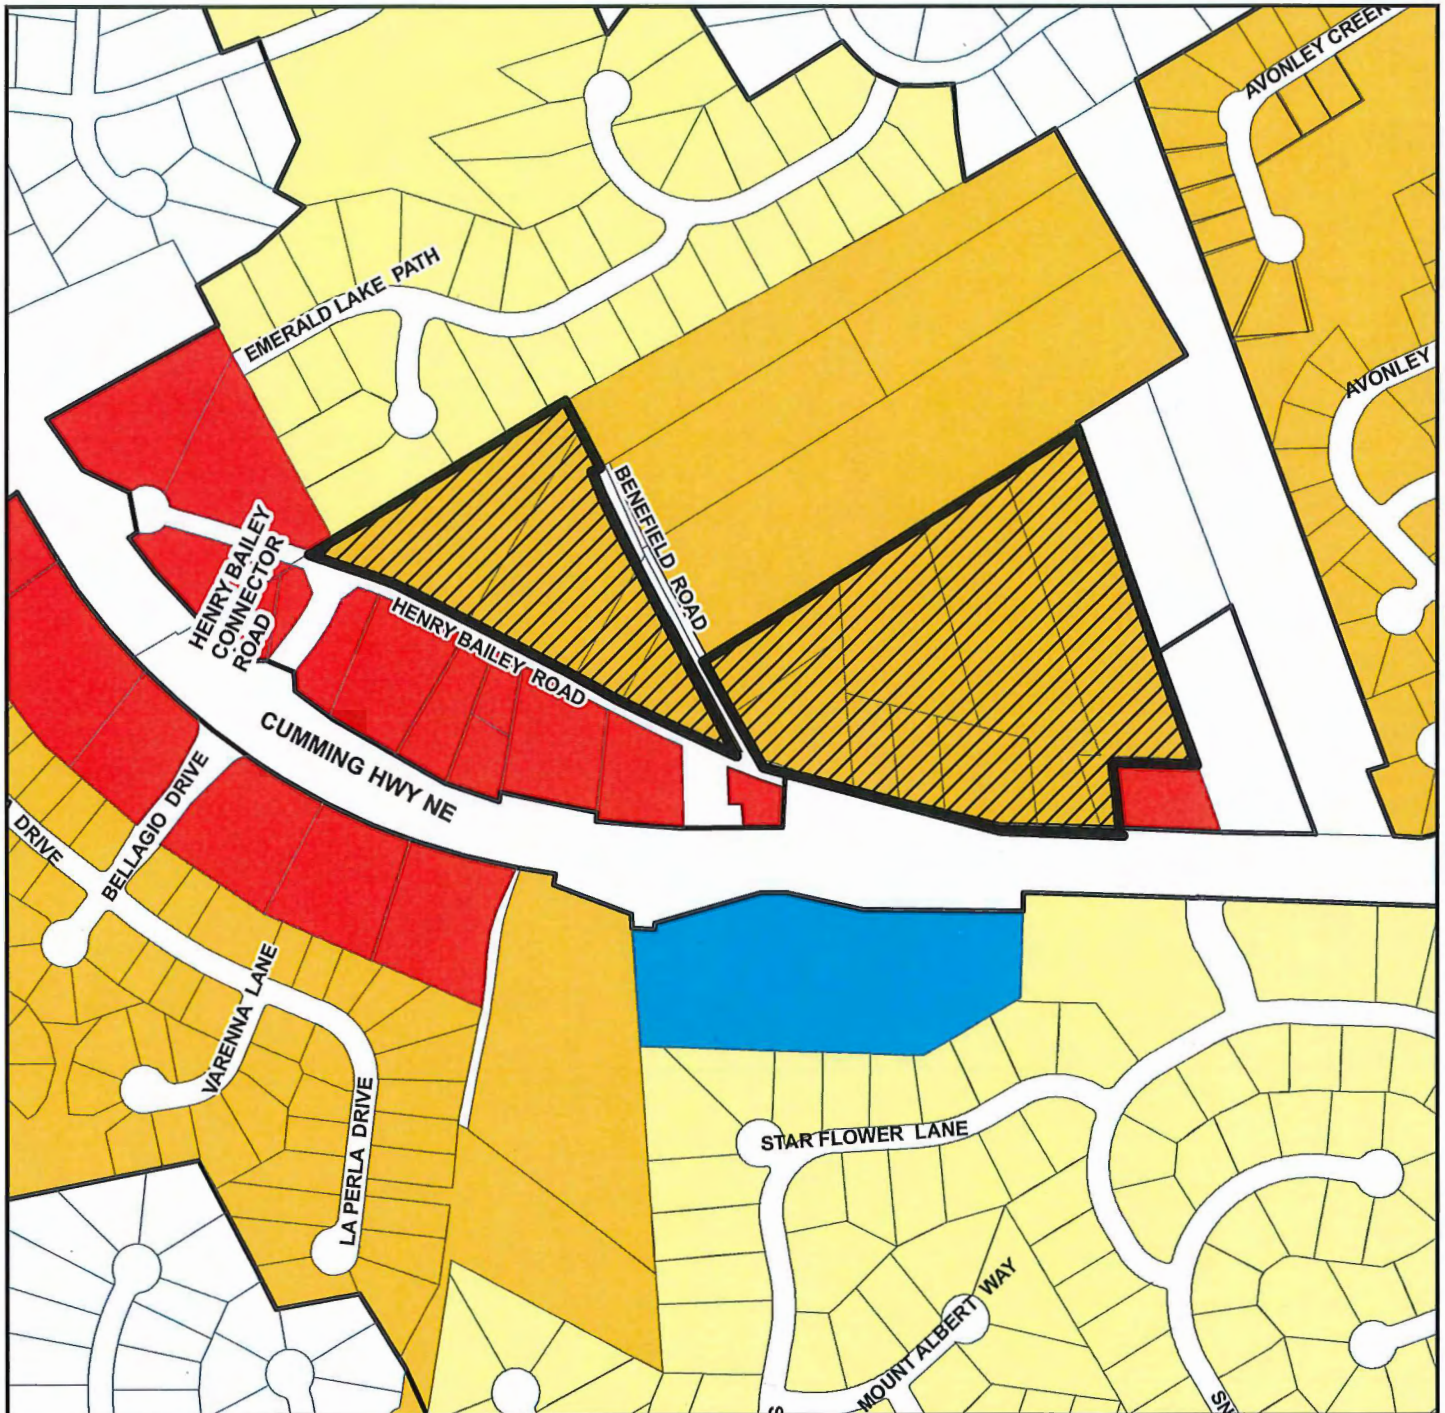 AVONLEY CREEK
EMERALD LAKE PATH
AVONLEY
BENEFIELD ROAD
HENRY BAILEY
CONNECTOR
ROAD
HENRY BAILEY ROAD
CUMMING HWY NE
BELLAGIO DRIVE
DRIVE
VARENNA LANE
LA PERLA DRIVE
STAR FLOWER LANE
MOUNT ALBERT WAY
SN
S